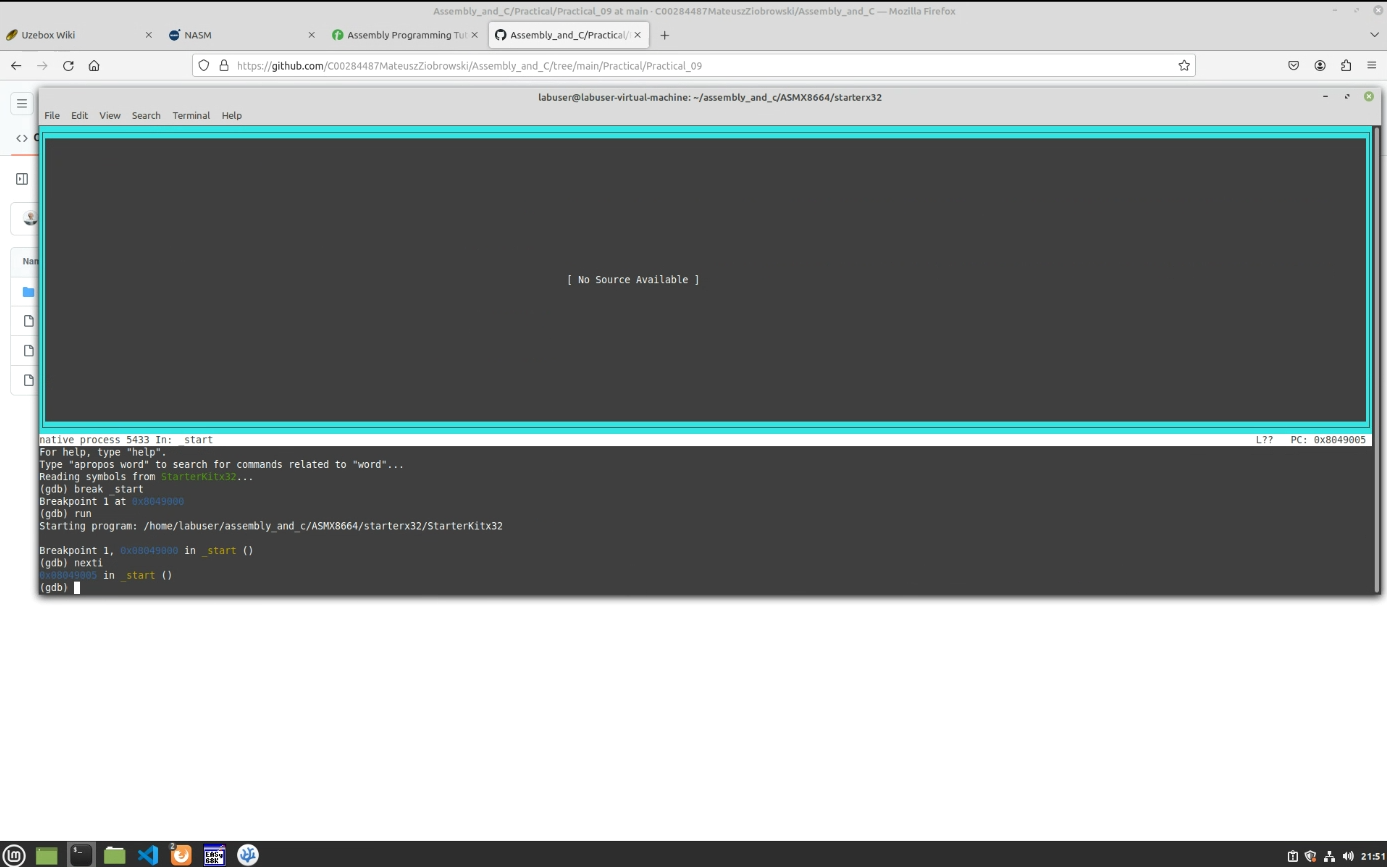 Assembly_and_C/Practical/Practical_09 at main · C00284487MateuszZiobrowski/Assembly_and_C — Mozilla Firefox
Uzebox Wiki
NASM
Assembly Programming Tut
Assembly_and_C/Practical/
https://github.com/C00284487MateuszZiobrowski/Assembly_and_C/tree/main/Practical/Practical_09
labuser@labuser-virtual-machine: ~/assembly_and_c/ASMX8664/starterx32
File Edit View Search Terminal Help
Nam
[ No Source Available ]
native process 5433 In: _start L?? PC: 0x8049005
For help, type "help".
Type "apropos word" to search for commands related to "word"...
Reading symbols from StarterKitx32...
(gdb) break _start
Breakpoint 1 at 0x8049000
(gdb) run
Starting program: /home/labuser/assembly_and_c/ASMX8664/starterx32/StarterKitx32
Breakpoint 1, 0x08049000 in _start ()
(gdb) nexti
0x08049005 in _start ()
(gdb)
$_
2
EASy
68K
21:51